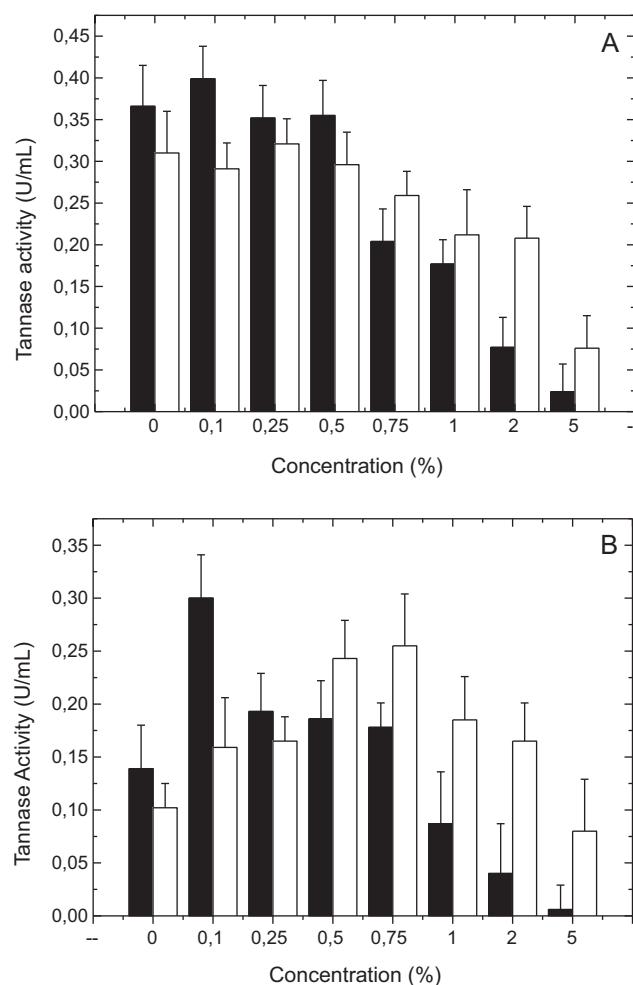 A
Tannase activity (U/mL)
0,45
0,40
0,35
0,30
0,25
0,20
0,15
0,10
0,05
0,00
0 0,1 0,25 0,5 0,75 1 2 5 --
Concentration (%)
B
Tannase Activity (U/mL)
0,35
0,30
0,25
0,20
0,15
0,10
0,05
0,00
-- 0 0,1 0,25 0,5 0,75 1 2 5
Concentration (%)